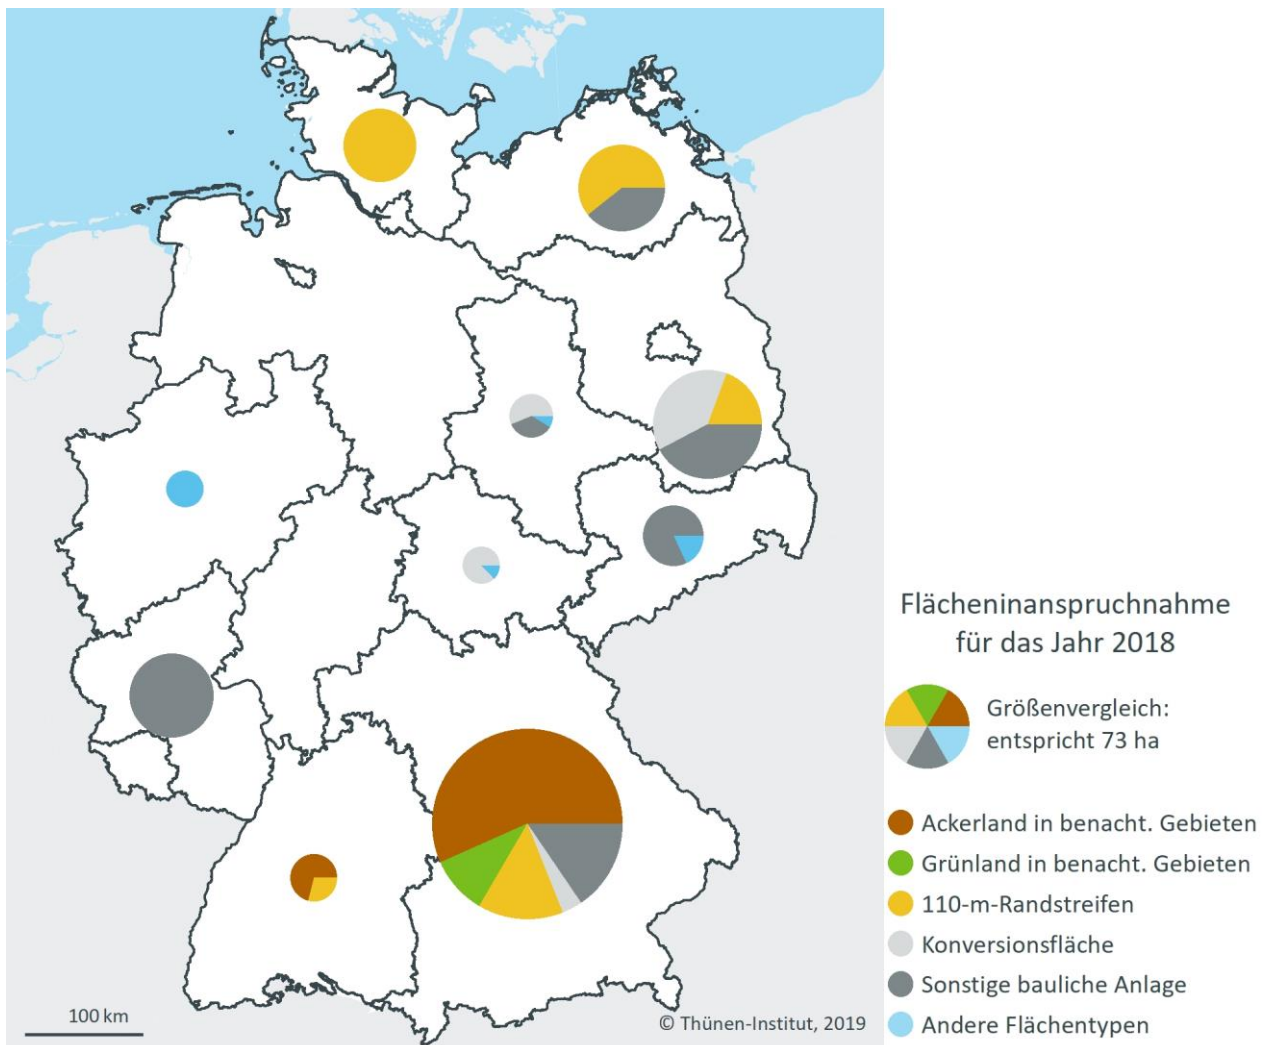 Flächeninanspruchnahme
für das Jahr 2018
Größenvergleich:
entspricht 73 ha
Ackerland in benacht. Gebieten
Grünland in benacht. Gebieten
110-m-Randstreifen
Konversionsfläche
Sonstige bauliche Anlage
Andere Flächentypen
100 km
© Thünen-Institut, 2019